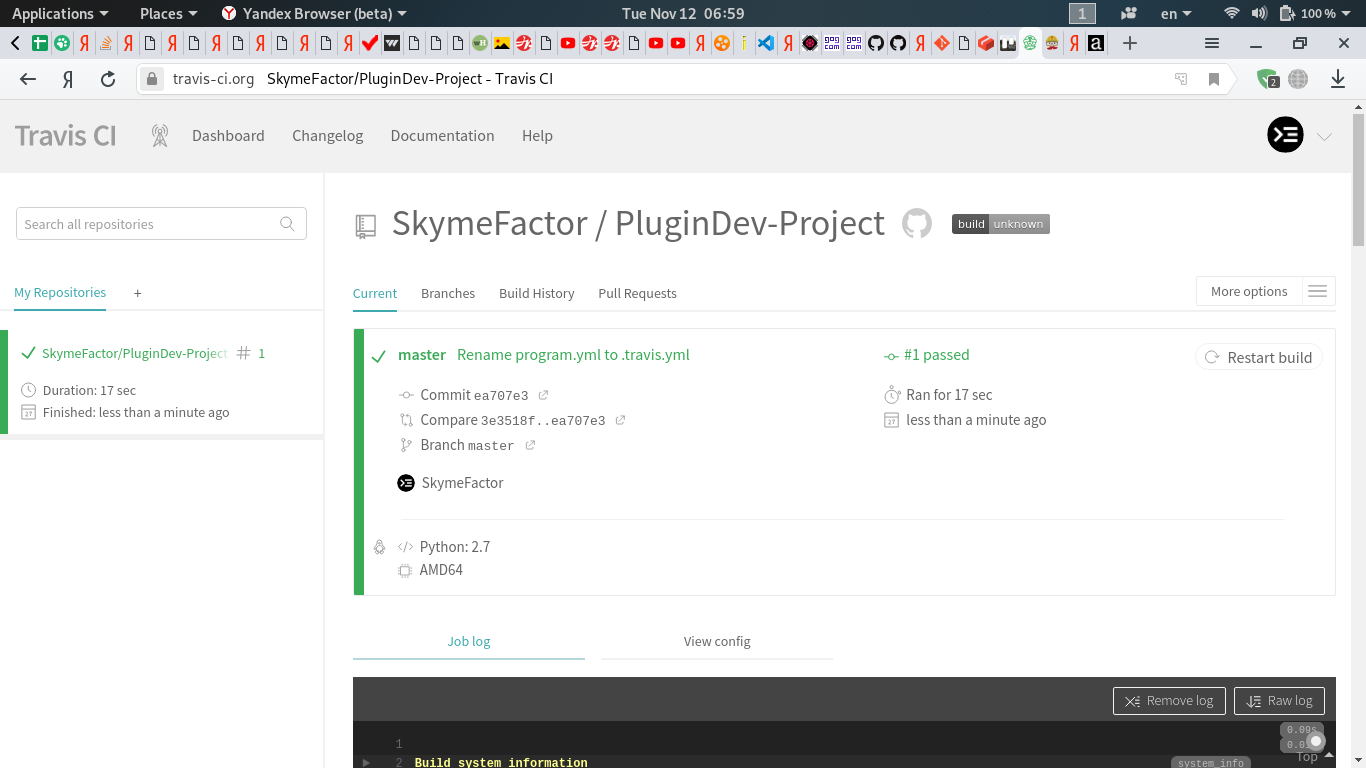 Applications Places Yandex Browser (beta) Tue Nov 12 06:59 1 en 100 %
travis-ci.org SkymeFactor/PluginDev-Project - Travis CI 2
Travis CI Dashboard Changelog Documentation Help
Search all repositories
SkymeFactor / PluginDev-Project build unknown
My Repositories +
Current Branches Build History Pull Requests More options
SkymeFactor/PluginDev-Project # 1
Duration: 17 sec
Finished: less than a minute ago
master Rename program.yml to .travis.yml #1 passed Restart build
Commit ea707e3 Ran for 17 sec
Compare 3e3518f..ea707e3 less than a minute ago
Branch master
SkymeFactor
Python: 2.7
AMD64
Job log View config
Remove log Raw log
0.09s
1
Top
2 Build system information system_info